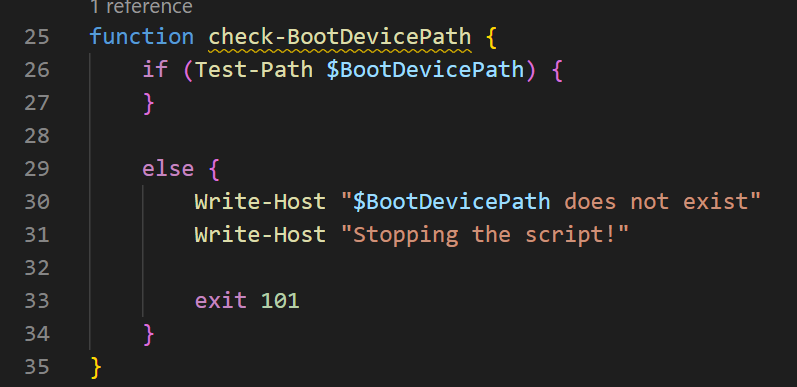 1 reference
25 function check-BootDevicePath {
26     if (Test-Path $BootDevicePath) {
27     }
28
29     else {
30         Write-Host "$BootDevicePath does not exist"
31         Write-Host "Stopping the script!"
32
33         exit 101
34     }
35 }